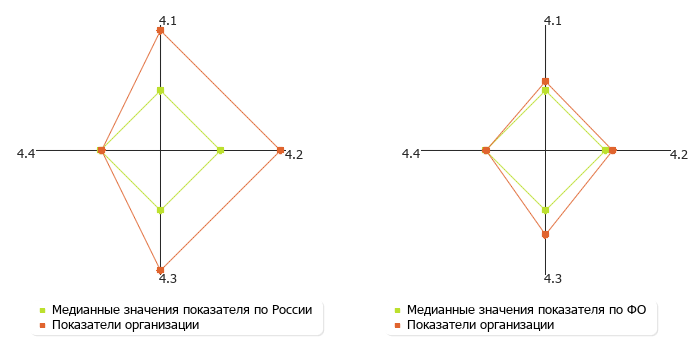 4.1
4.2
4.3
4.4
Медианные значения показателя по России
Показатели организации
4.1
4.2
4.3
4.4
Медианные значения показателя по ФО
Показатели организации